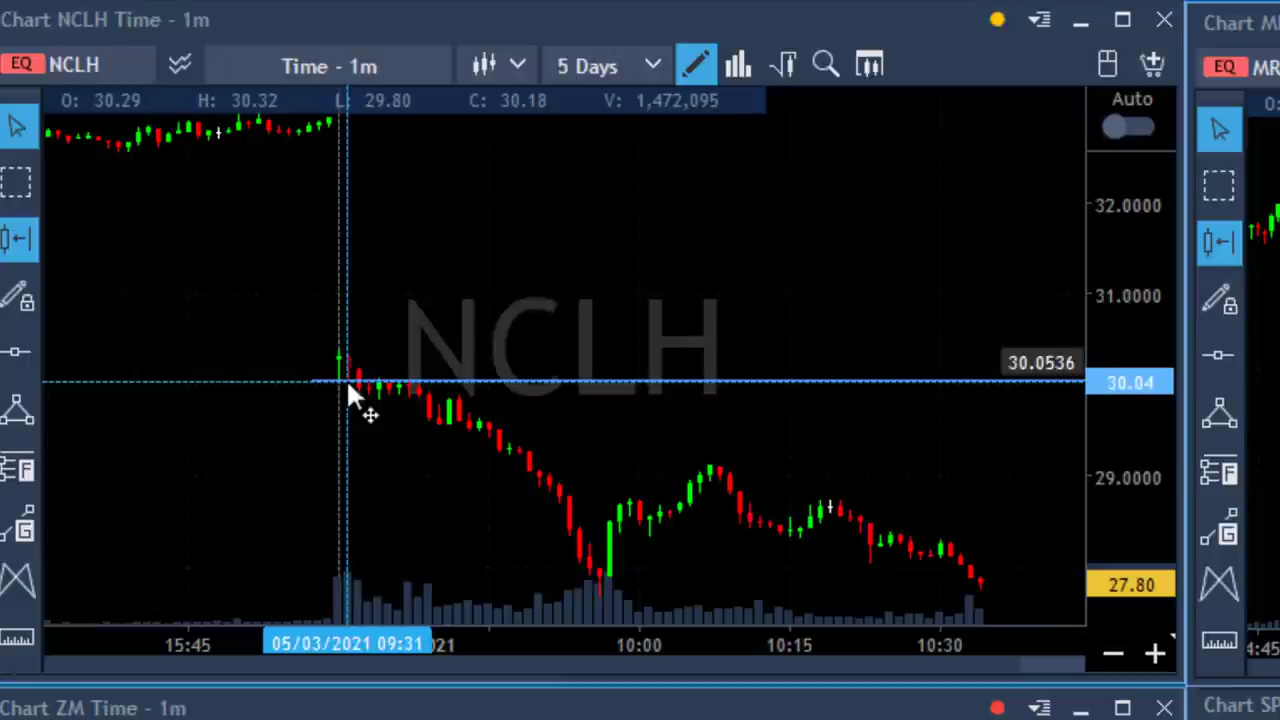 Chart NCLH Time - 1m
Chart M
EQ NCLH
Time - 1m
5 Days
EQ MR
O: 30.29 H: 30.32 L: 29.80 C: 30.18 V: 1,472,095
Auto
32.0000
31.0000
NCLH
30.0536
30.04
29.0000
27.80
F
F
G
G
15:45
05/03/2021 09:31
021
10:00
10:15
10:30
4:45
Chart ZM Time - 1m
Chart SP